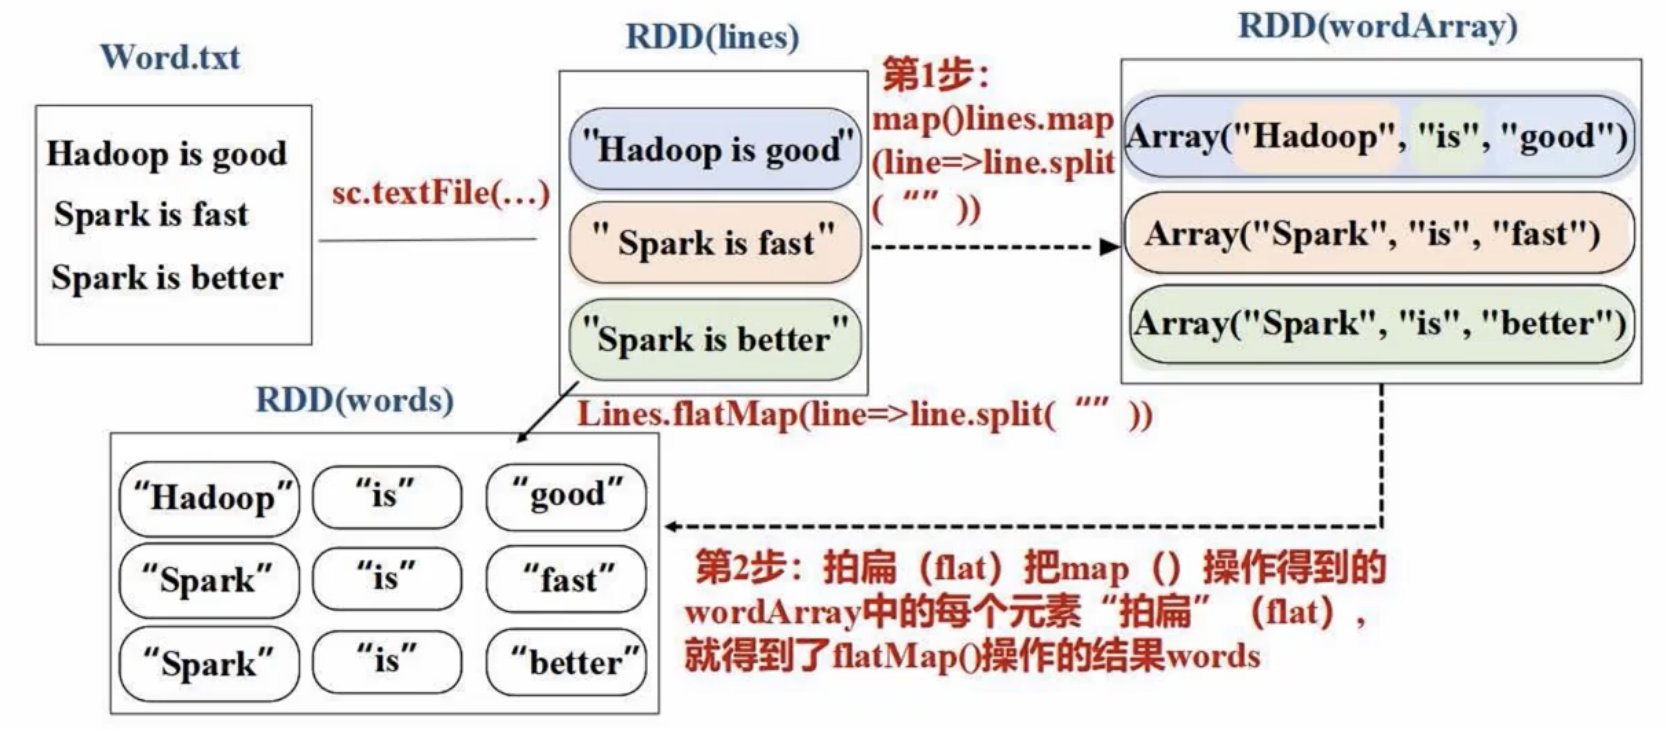 Word.txt
Hadoop is good
Spark is fast
Spark is better
sc.textFile(…)
RDD(lines)
"Hadoop is good"
" Spark is fast"
"Spark is better"
第1步：
map()lines.map
(line=>line.split
(“”))
RDD(wordArray)
Array("Hadoop", "is", "good")
Array("Spark", "is", "fast")
Array("Spark", "is", "better")
Lines.flatMap(line=>line.split(“”))
RDD(words)
“Hadoop” “is” “good”
“Spark” “is” “fast”
“Spark” “is” “better”
第2步：拍扁（flat）把map（）操作得到的
wordArray中的每个元素“拍扁”（flat），
就得到了flatMap()操作的结果words